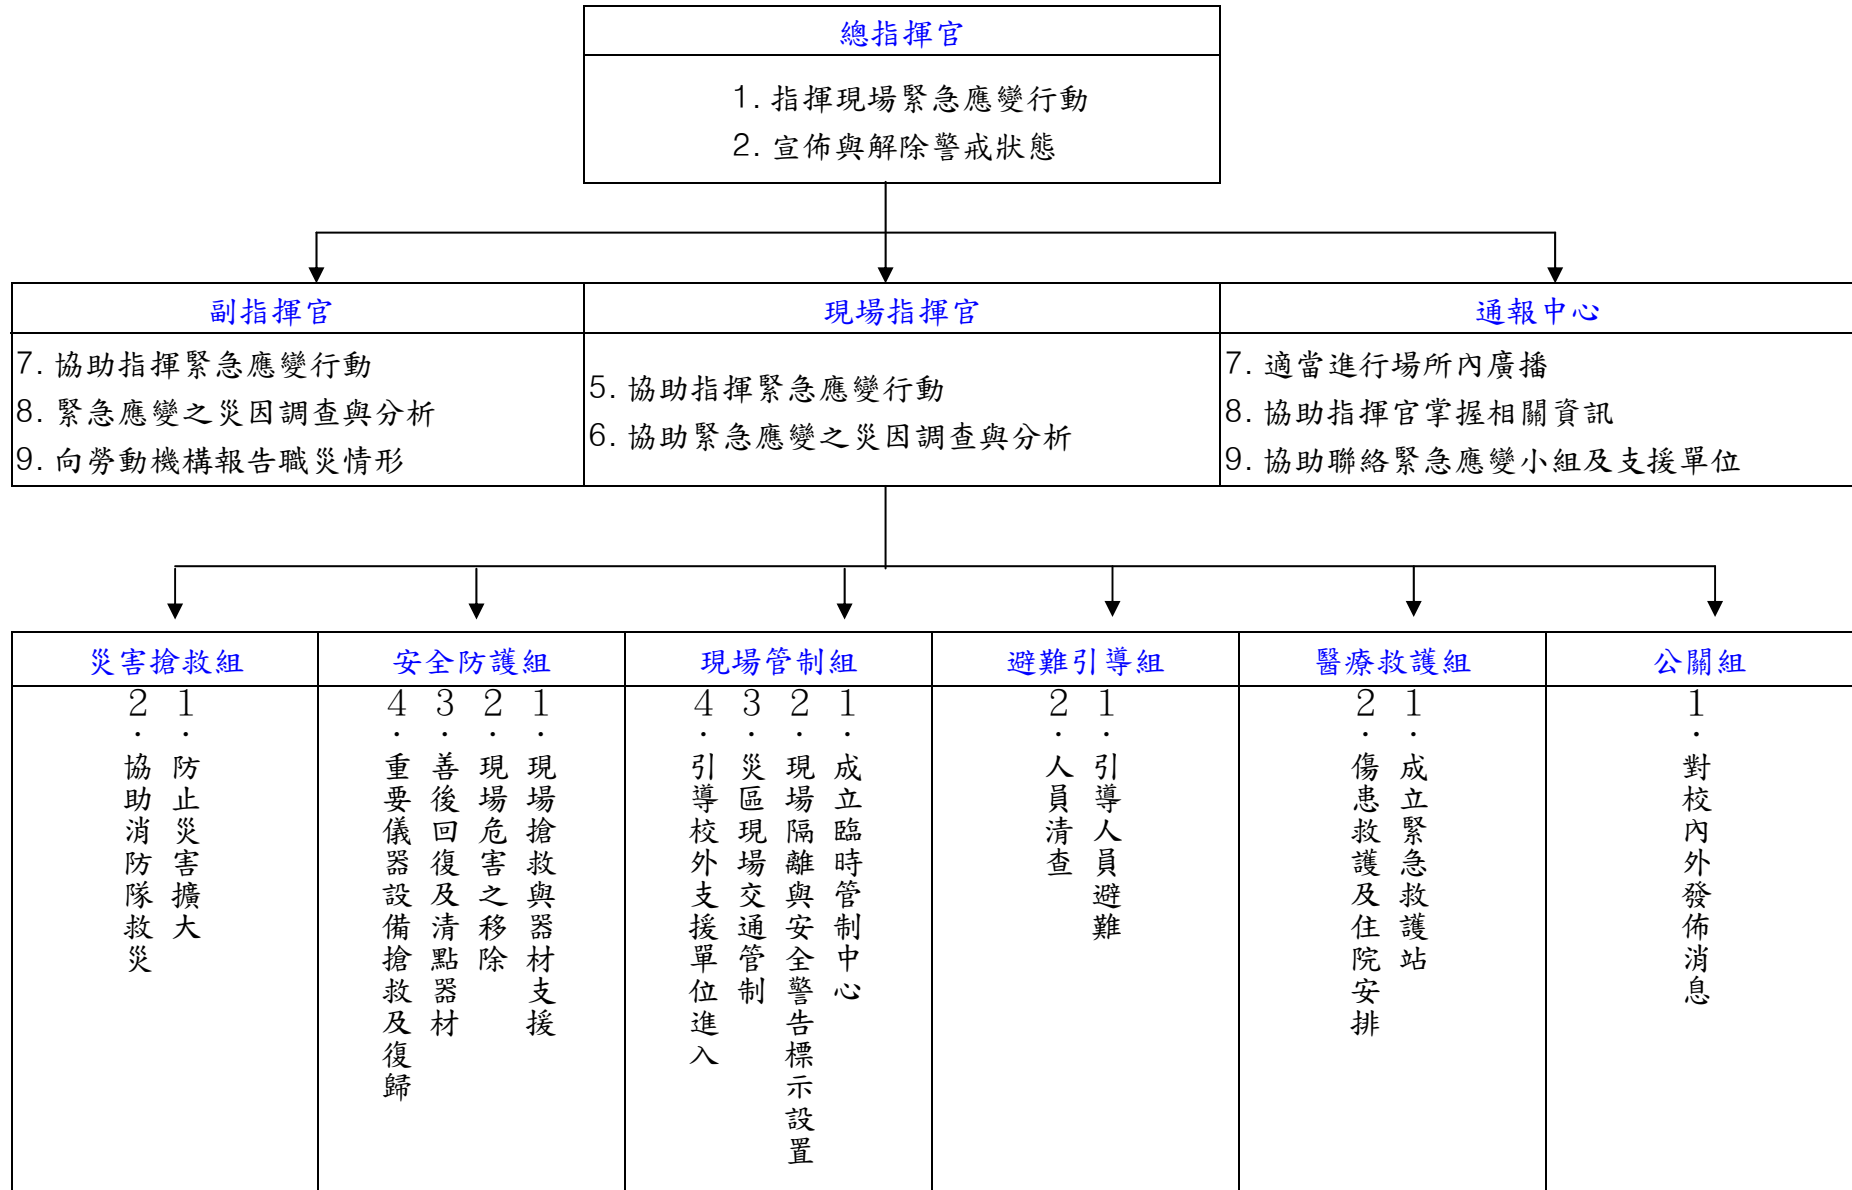 總指揮官
1. 指揮現場緊急應變行動
2. 宣佈與解除警戒狀態
副指揮官
7. 協助指揮緊急應變行動
8. 緊急應變之災因調查與分析
9. 向勞動機構報告職災情形
現場指揮官
5. 協助指揮緊急應變行動
6. 協助緊急應變之災因調查與分析
通報中心
7. 適當進行場所內廣播
8. 協助指揮官掌握相關資訊
9. 協助聯絡緊急應變小組及支援單位
災害搶救組
1．防止災害擴大
2．協助消防隊救災
安全防護組
1．現場搶救與器材支援
2．現場危害之移除
3．善後回復及清點器材
4．重要儀器設備搶救及復歸
現場管制組
1．成立臨時管制中心
2．現場隔離與安全警告標示設置
3．災區現場交通管制
4．引導校外支援單位進入
避難引導組
1．引導人員避難
2．人員清查
醫療救護組
1．成立緊急救護站
2．傷患救護及住院安排
公關組
1．對校內外發佈消息